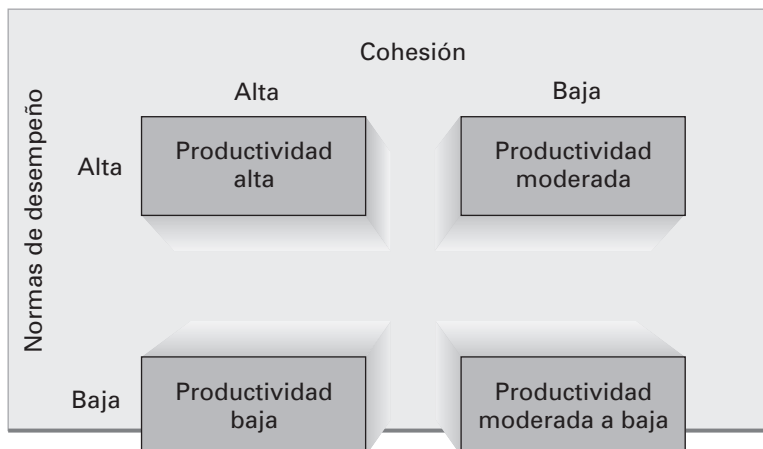 Cohesión
Alta
Baja
Normas de desempeño
Alta
Productividad
alta
Productividad
moderada
Baja
Productividad
baja
Productividad
moderada a baja